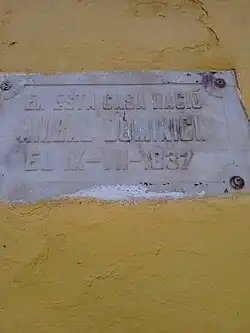 EN ESTA CASA NACIÓ
ANIBAL DOMINICI
EL IX-VII-1837